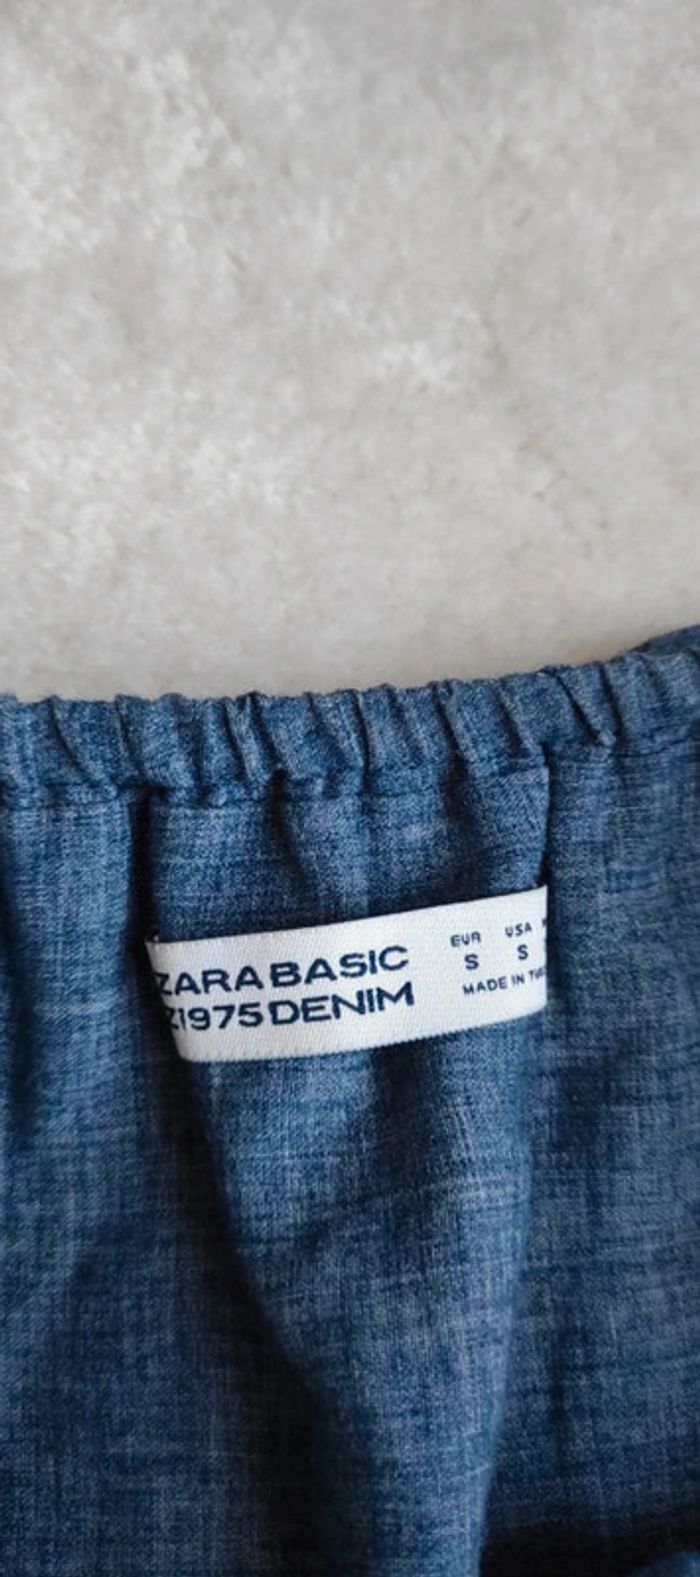 ZARA BASIC
Z1975 DENIM
EUR USA
S S
MADE IN